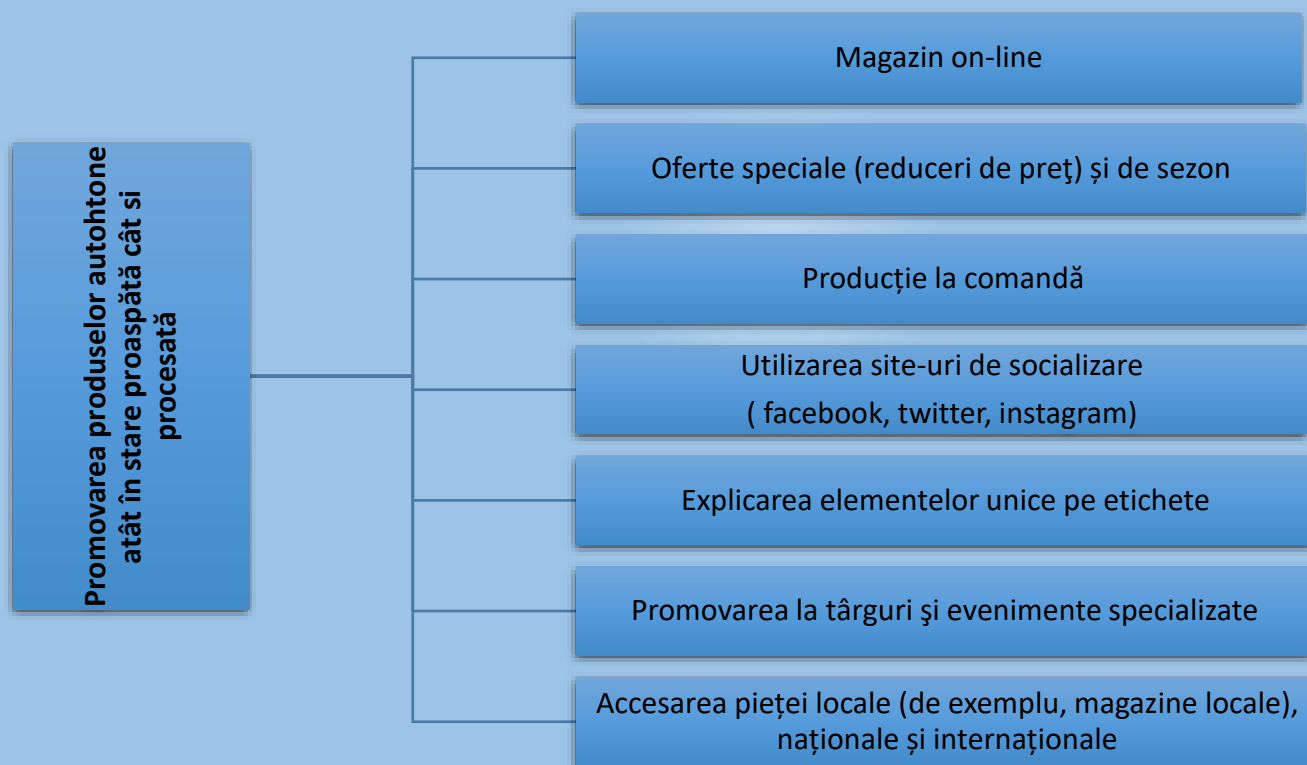 Promovarea produselor autohtone
atât în stare proaspătă cât si
procesată
Magazin on-line
Oferte speciale (reduceri de preţ) și de sezon
Producție la comandă
Utilizarea site-uri de socializare
( facebook, twitter, instagram)
Explicarea elementelor unice pe etichete
Promovarea la târguri şi evenimente specializate
Accesarea pieței locale (de exemplu, magazine locale),
naționale și internaționale